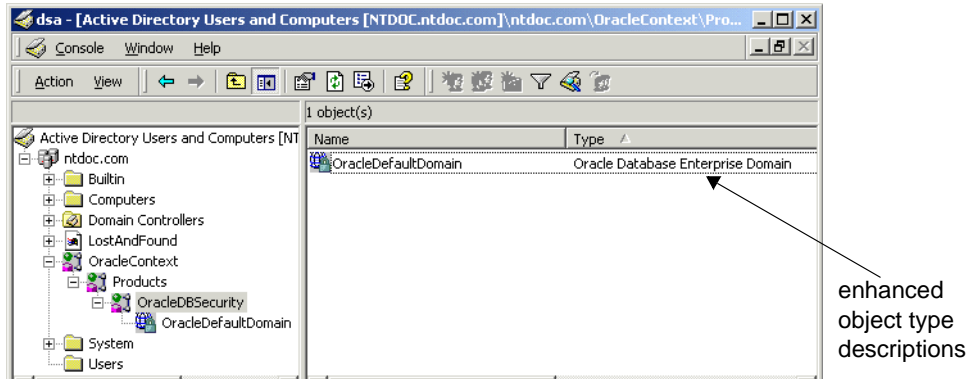 dsa - [Active Directory Users and Computers [NTDOC.ntdoc.com]\ntdoc.com\OracleContext\Pro...
Console Window Help
Action View
1 object(s)
Active Directory Users and Computers [NT
ntdoc.com
Builtin
Computers
Domain Controllers
LostAndFound
OracleContext
Products
OracleDBSecurity
OracleDefaultDomain
System
Users
Name Type
OracleDefaultDomain Oracle Database Enterprise Domain
enhanced
object type
descriptions